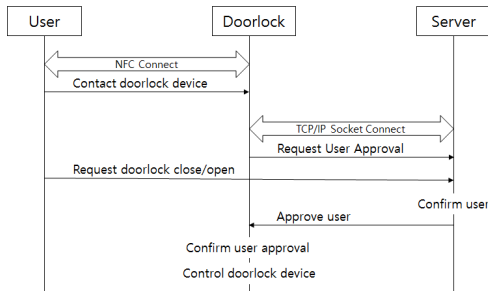 User
Doorlock
Server
NFC Connect
Contact doorlock device
TCP/IP Socket Connect
Request User Approval
Request doorlock close/open
Confirm user
Approve user
Confirm user approval
Control doorlock device